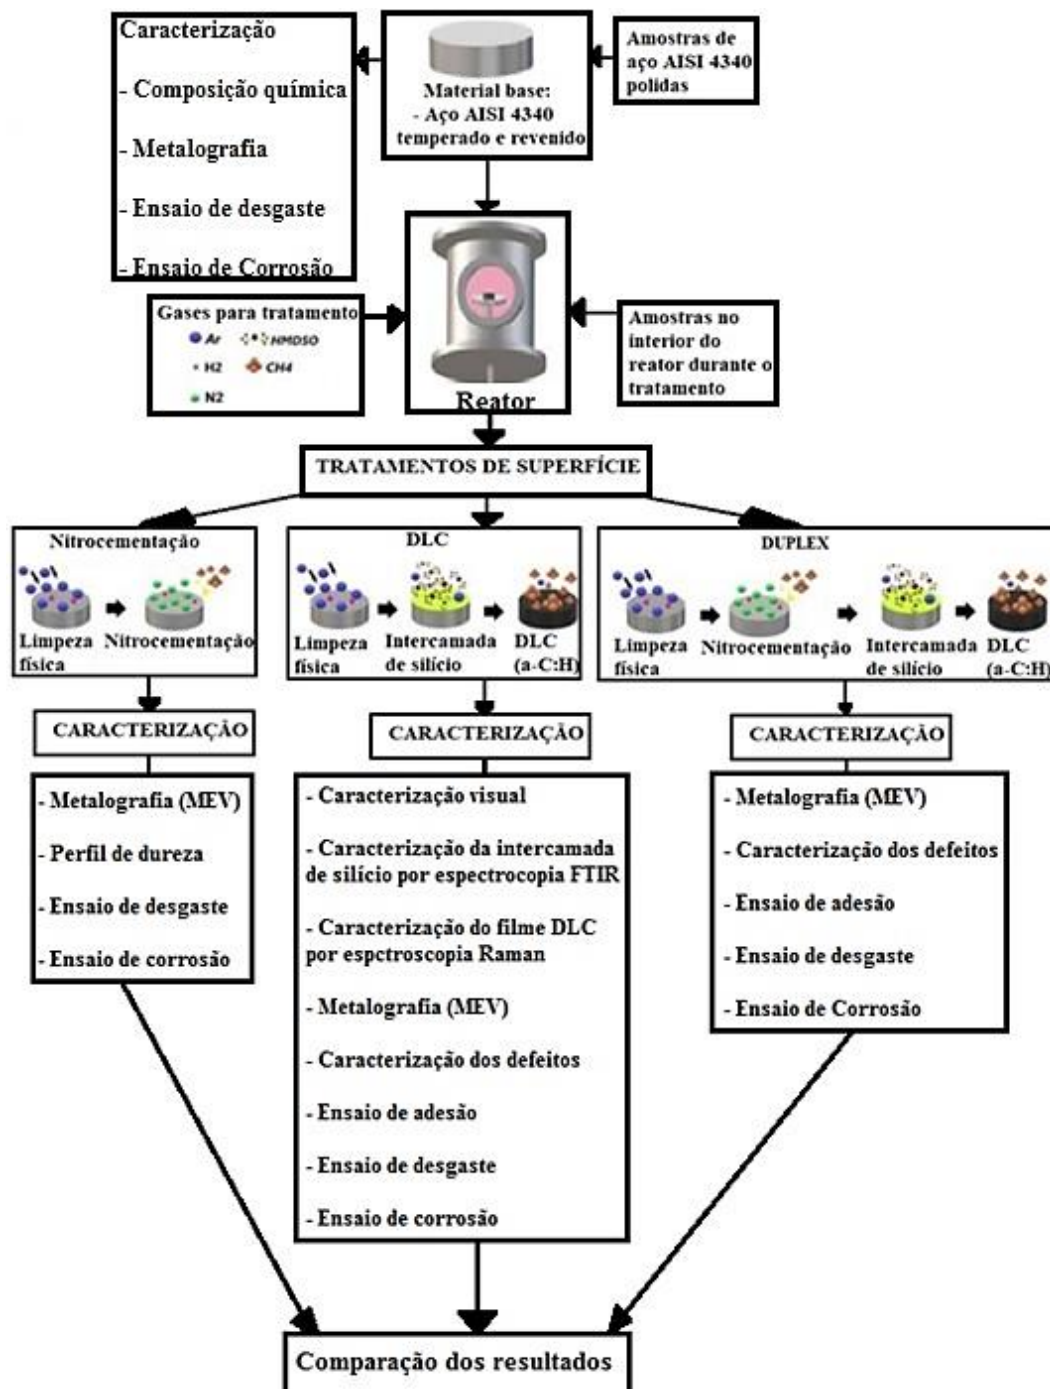 Caracterização
- Composição química
- Metalografia
- Ensaio de desgaste
- Ensaio de Corrosão
Material base:
- Aço AISI 4340
temperado e revenido
Amostras de
aço AISI 4340
polidas
Gases para tratamento
Ar
HMDSO
H2
CH4
N2
Reator
Amostras no
interior do
reator durante o
tratamento
TRATAMENTOS DE SUPERFÍCIE
Nitrocementação
Limpeza
física
Nitrocementação
DLC
Limpeza
física
Intercamada
de silício
DLC
(a-C:H)
DUPLEX
Limpeza
física
Nitrocementação
Intercamada
de silício
DLC
(a-C:H)
CARACTERIZAÇÃO
- Metalografia (MEV)
- Perfil de dureza
- Ensaio de desgaste
- Ensaio de corrosão
CARACTERIZAÇÃO
- Caracterização visual
- Caracterização da intercamada
de silício por espectrocopia FTIR
- Caracterização do filme DLC
por espctroscopia Raman
- Metalografia (MEV)
- Caracterização dos defeitos
- Ensaio de adesão
- Ensaio de desgaste
- Ensaio de corrosão
CARACTERIZAÇÃO
- Metalografia (MEV)
- Caracterização dos defeitos
- Ensaio de adesão
- Ensaio de desgaste
- Ensaio de Corrosão
Comparação dos resultados